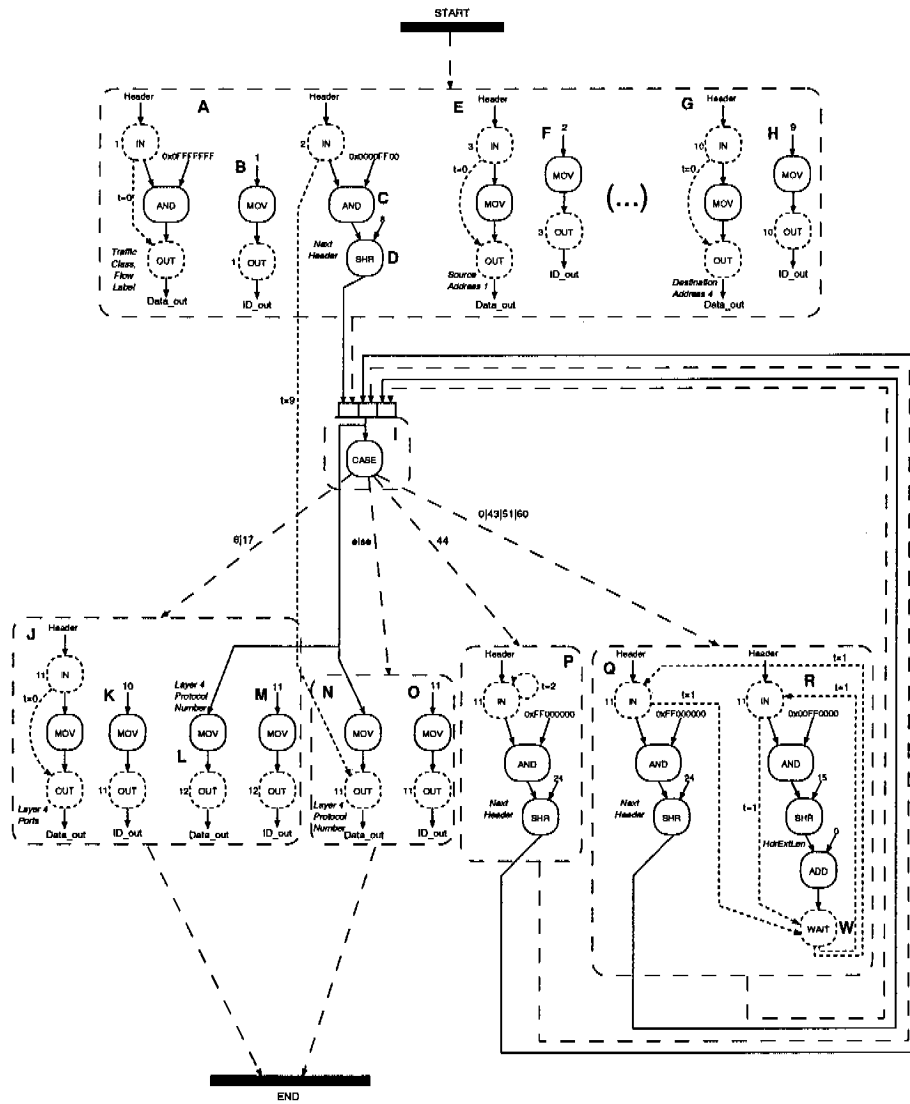 START
Header
A
1
IN
0x0FFFFFFF
t=0
AND
OUT
Traffic
Class,
Flow
Label
Data_out
B
1
MOV
1
OUT
ID_out
Header
2
IN
0x0000FF00
AND
C
8
Next
Header
SHR
D
Header
E
3
IN
t=0
MOV
OUT
Source
Address 1
Data_out
F
2
MOV
3
OUT
ID_out
(...)
Header
G
10
IN
t=0
MOV
OUT
Destination
Address 4
Data_out
H
9
MOV
10
OUT
ID_out
t=9
I
CASE
6|17
else
44
0|43|51|60
J
Header
11
IN
t=0
MOV
OUT
Layer 4
Ports
Data_out
K
10
MOV
11
OUT
ID_out
Layer 4
Protocol
Number
MOV
L
12
OUT
Data_out
M
11
MOV
12
OUT
ID_out
N
MOV
11
OUT
Layer 4
Protocol
Number
Data_out
O
11
MOV
11
OUT
ID_out
Header
P
11
IN
t=2
0xFF000000
AND
24
Next
Header
SHR
Q
Header
11
IN
t=1
0xFF000000
AND
24
Next
Header
SHR
Header
t=1
R
11
IN
t=1
0x00FF0000
AND
15
t=1
SHR
HdrExtLen
0
ADD
WAIT
W
END